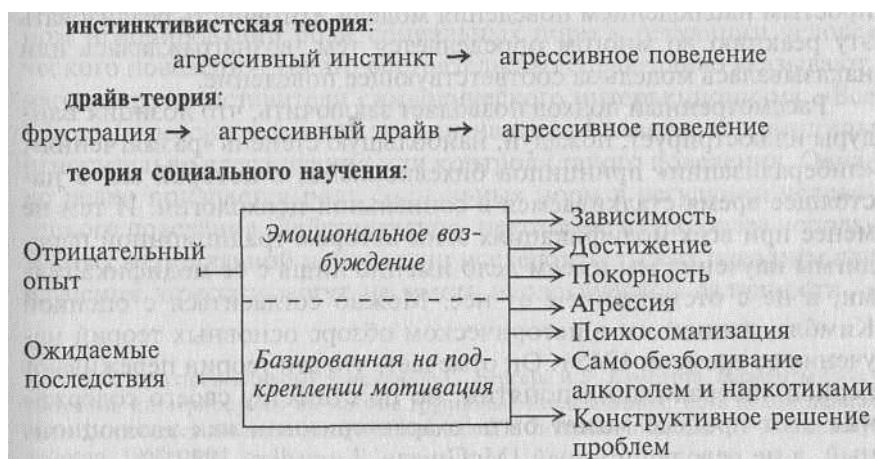 инстинктивистская теория:
агрессивный инстинкт → агрессивное поведение
драйв-теория:
фрустрация → агрессивный драйв → агрессивное поведение
теория социального научения:
Отрицательный
опыт
Ожидаемые
последствия
Эмоциональное воз-
буждение
Базированная на под-
креплении мотивация
Зависимость
Достижение
Покорность
Агрессия
Психосоматизация
Самообезболивание
алкоголем и наркотиками
Конструктивное решение
проблем